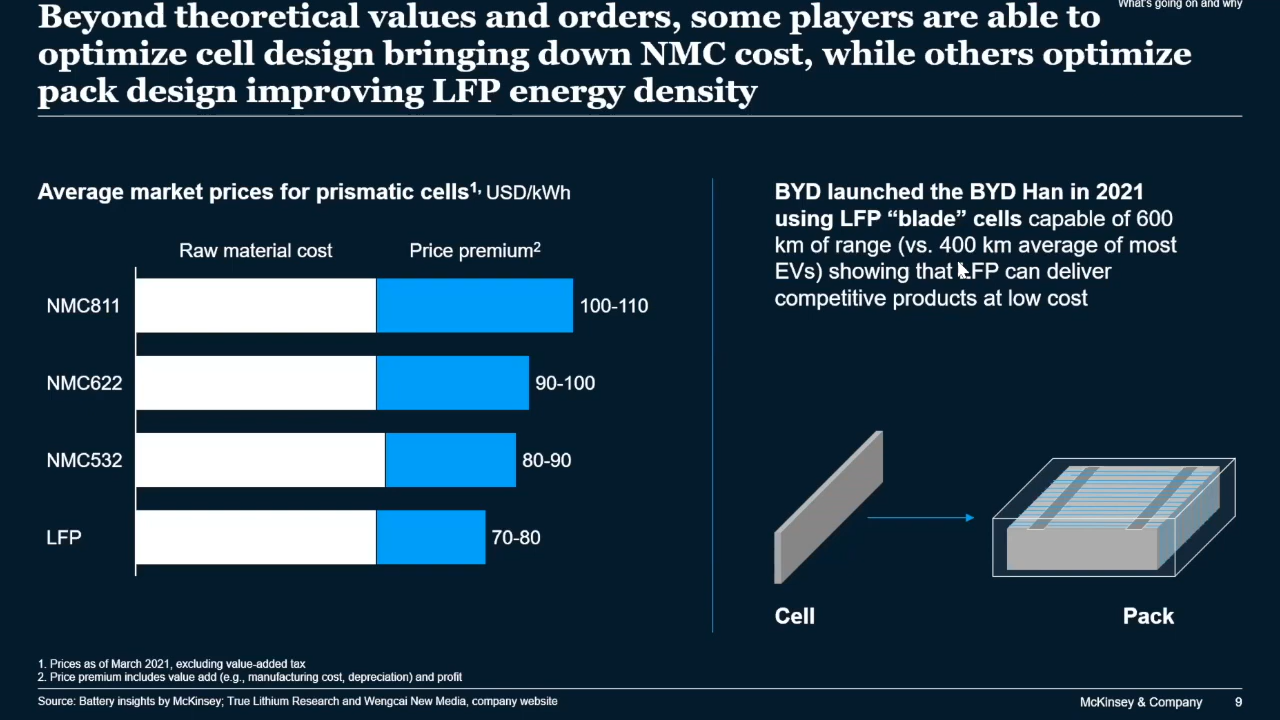 What's going on and why
Beyond theoretical values and orders, some players are able to
optimize cell design bringing down NMC cost, while others optimize
pack design improving LFP energy density
Average market prices for prismatic cells1, USD/kWh
Raw material cost
Price premium2
NMC811
100-110
NMC622
90-100
NMC532
80-90
LFP
70-80
BYD launched the BYD Han in 2021
using LFP “blade” cells capable of 600
km of range (vs. 400 km average of most
EVs) showing that LFP can deliver
competitive products at low cost
Cell
Pack
1. Prices as of March 2021, excluding value-added tax
2. Price premium includes value add (e.g., manufacturing cost, depreciation) and profit
Source: Battery insights by McKinsey; True Lithium Research and Wengcai New Media, company website
McKinsey & Company
9